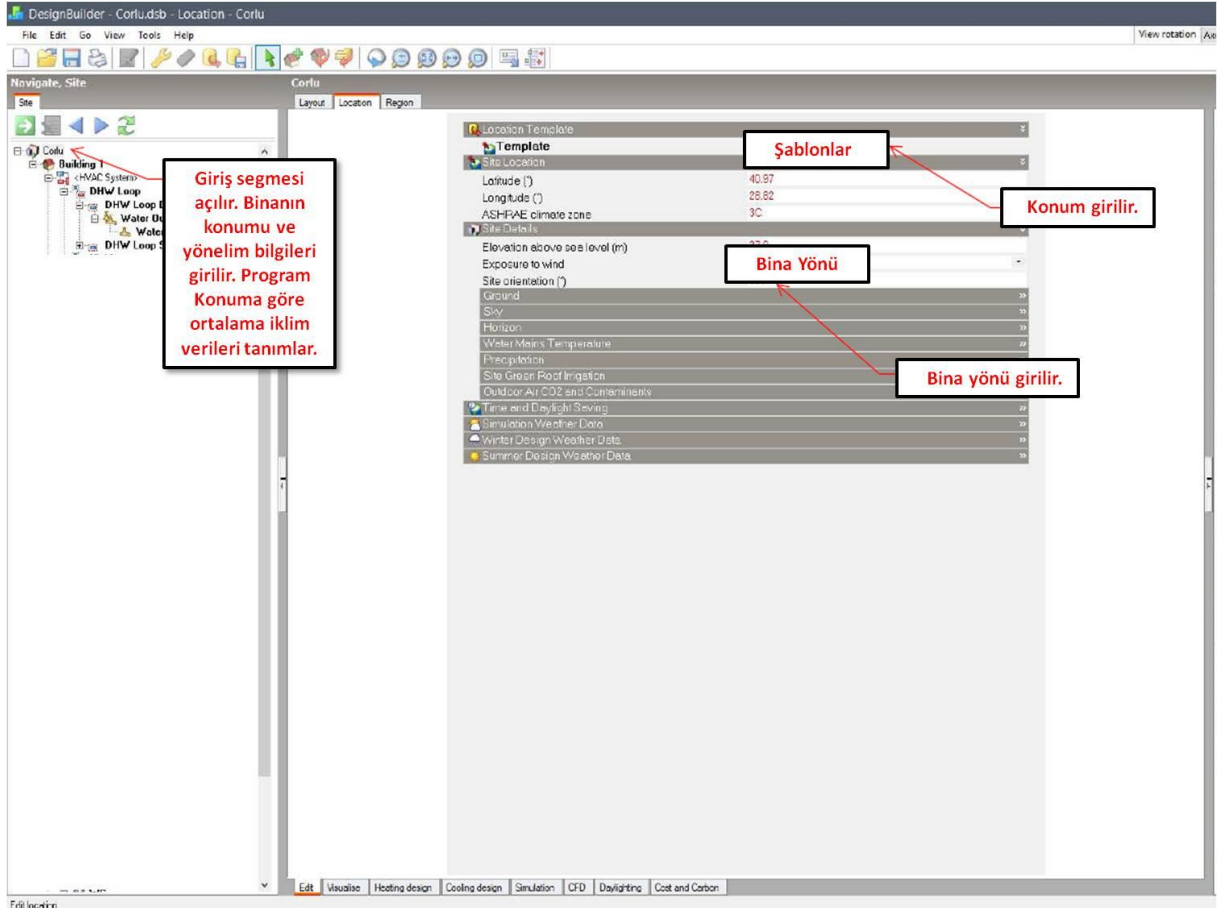 DesignBuilder - Corlu.dsb - Location - Corlu
File Edit Go View Tools Help
View rotation
Navigate, Site
Site
Corlu
Layout Location Region
Corlu
Building 1
<HVAC System>
DHW Loop
DHW Loop
Water
DHW Loop
Giriş segmesi
açılır. Binanın
konumu ve
yönelim bilgileri
girilir. Program
Konuma göre
ortalama iklim
verileri tanımlar.
Location Template
Template
Şablonlar
Site Location
Latitude (°) 40.97
Longitude (°) 28.82
ASHRAE climate zone 3C
Konum girilir.
Site Details
Elevation above sea level (m)
Exposure to wind
Bina Yönü
Site orientation (°)
Ground
Sky
Horizon
Water Mains Temperature
Precipitation
Site Green Roof Irrigation
Outdoor Air CO2 and Contaminants
Bina yönü girilir.
Time and Daylight Saving
Simulation Weather Data
Winter Design Weather Data
Summer Design Weather Data
Edit Visualise Heating design Cooling design Simulation CFD Daylighting Cost and Carbon
Edit location